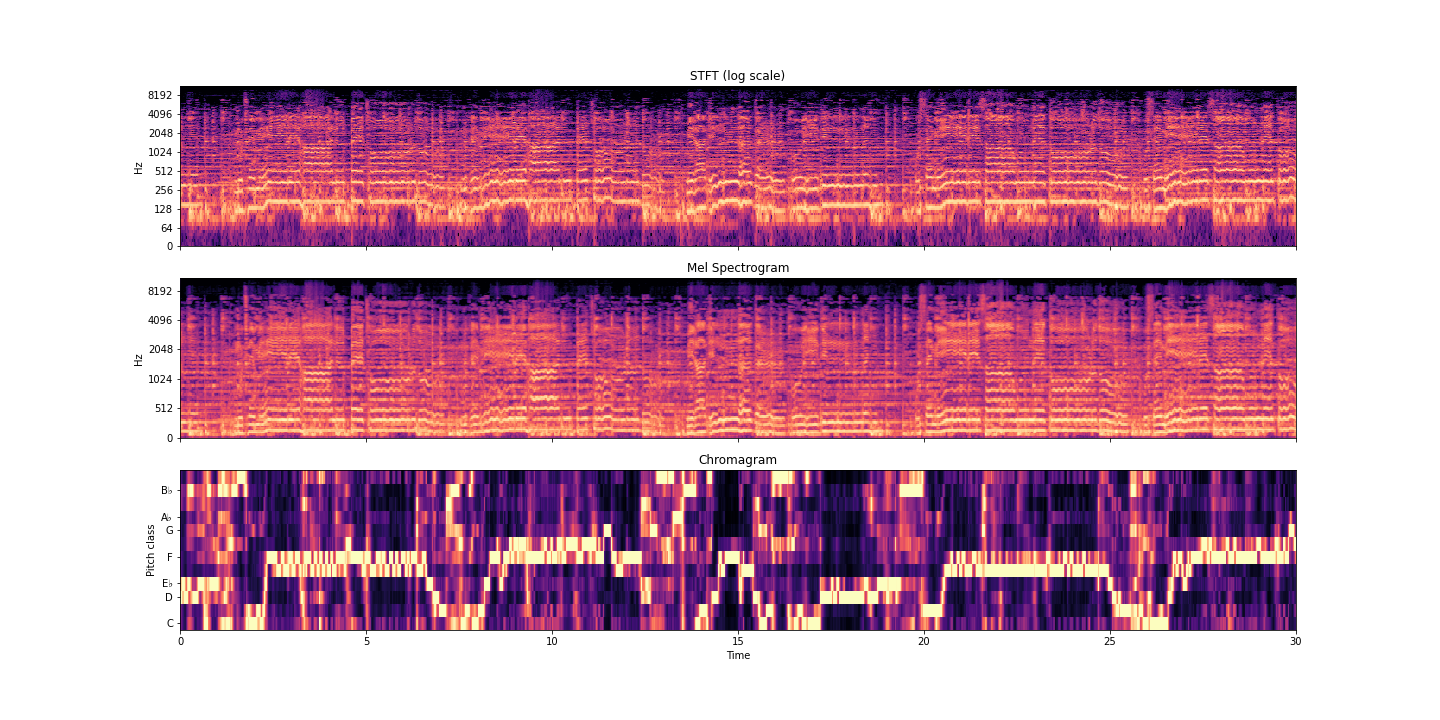 STFT (log scale)
8192
4096
2048
1024
512
256
128
64
0
Hz
Mel Spectrogram
8192
4096
2048
1024
512
0
Hz
Chromagram
B♭
A♭
G
F
E♭
D
C
Pitch class
0 5 10 15 20 25 30
Time